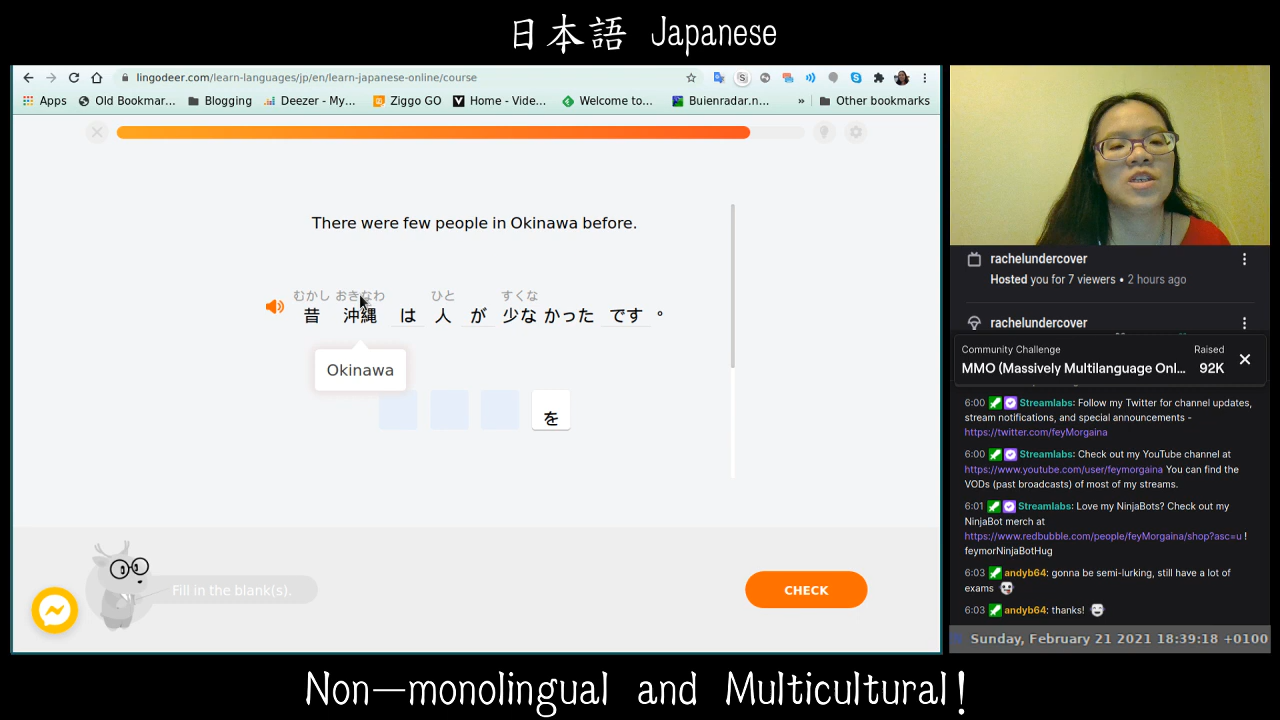 日本語 Japanese
lingodeer.com/learn-languages/jp/en/learn-japanese-online/course
Apps Old Bookmar... Blogging Deezer - My... Ziggo GO Home - Vide... Welcome to... Buienradar.n... » Other bookmarks
There were few people in Okinawa before.
むかし おきなわ ひと すくな
昔 沖縄 は 人 が 少な かった です 。
Okinawa
を
Fill in the blank(s).
CHECK
rachelundercover
Hosted you for 7 viewers • 2 hours ago
rachelundercover
Community Challenge Raised
MMO (Massively Multilanguage Onl... 92K
6:00 Streamlabs: Follow my Twitter for channel updates,
stream notifications, and special announcements -
https://twitter.com/feyMorgaina
6:00 Streamlabs: Check out my YouTube channel at
https://www.youtube.com/user/feymorgaina You can find the
VODs (past broadcasts) of most of my streams.
6:01 Streamlabs: Love my NinjaBots? Check out my
NinjaBot merch at
https://www.redbubble.com/people/feyMorgaina/shop?asc=u !
feymorNinjaBotHug
6:03 andyb64: gonna be semi-lurking, still have a lot of
exams
6:03 andyb64: thanks!
Sunday, February 21 2021 18:39:18 +0100
Non-monolingual and Multicultural!